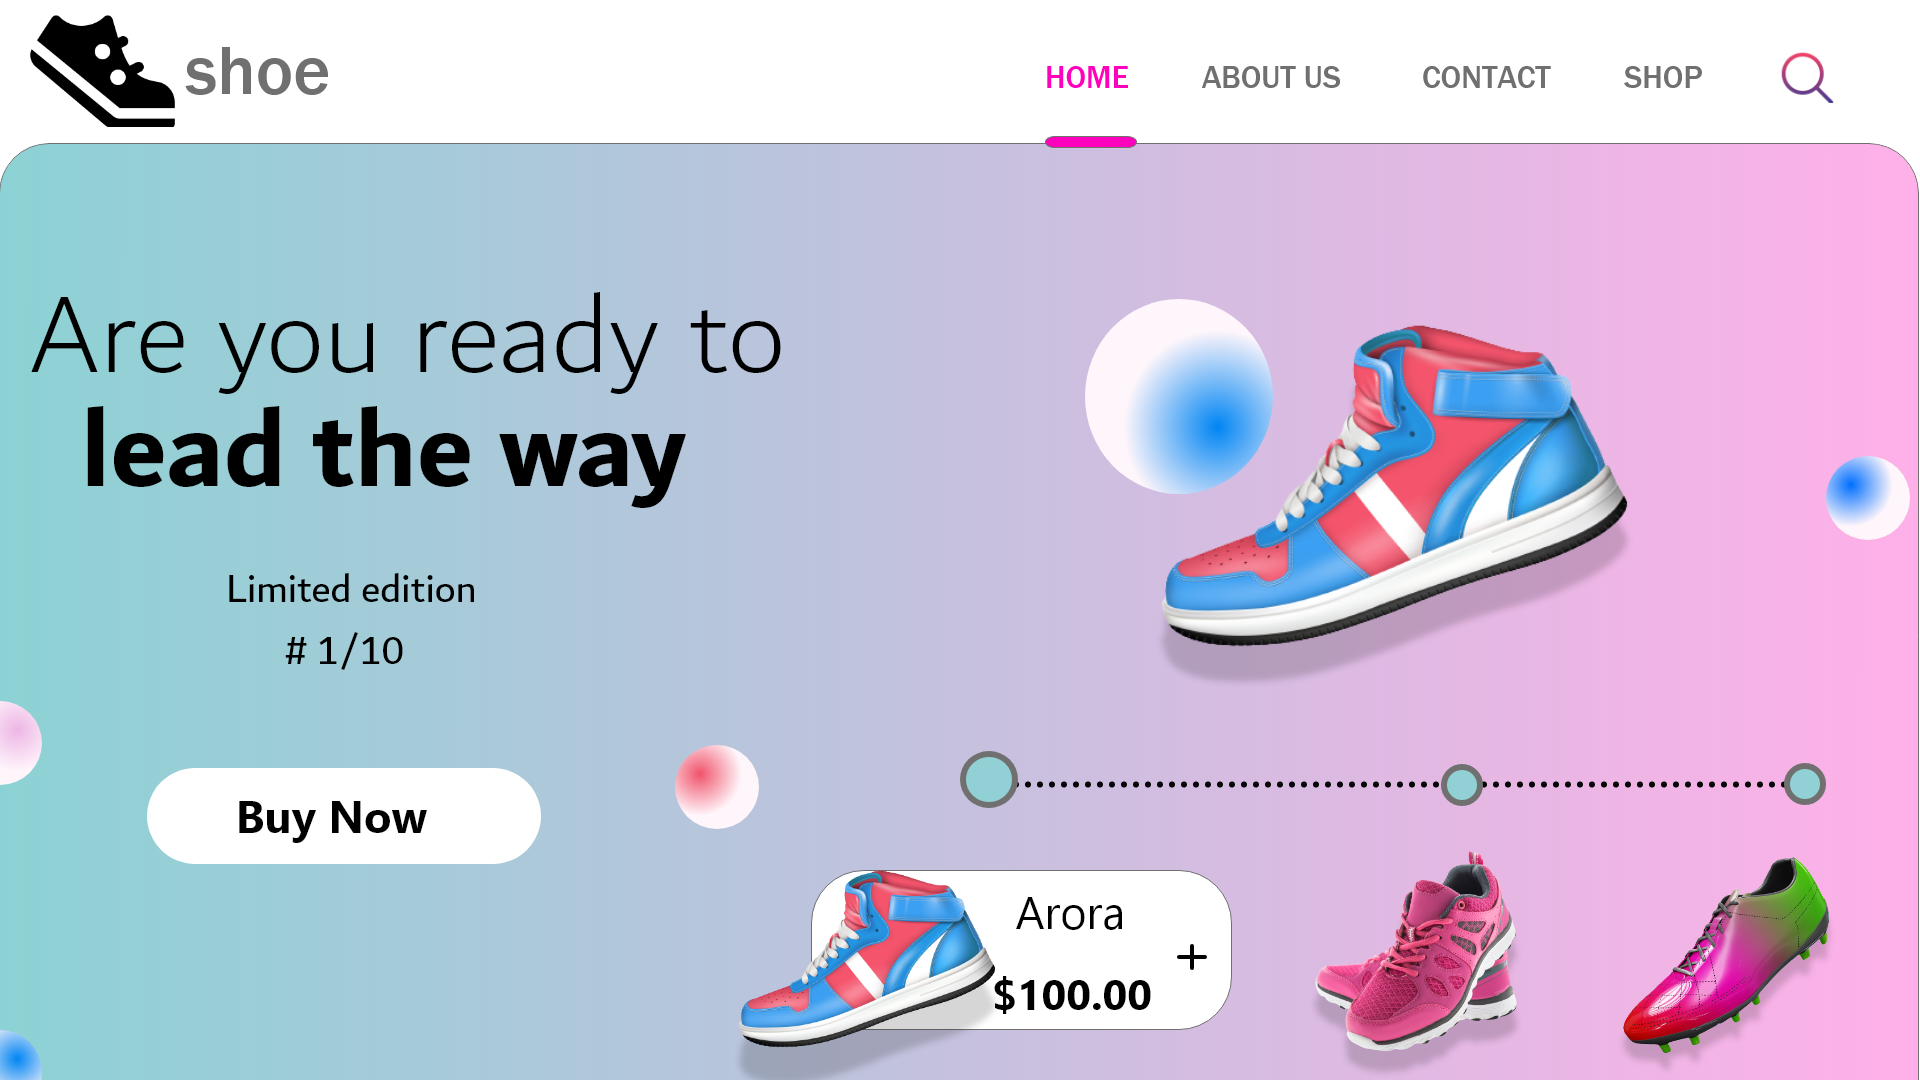 shoe
HOME ABOUT US CONTACT SHOP
Are you ready to
lead the way
Limited edition
# 1/10
Buy Now
Arora
+
$100.00